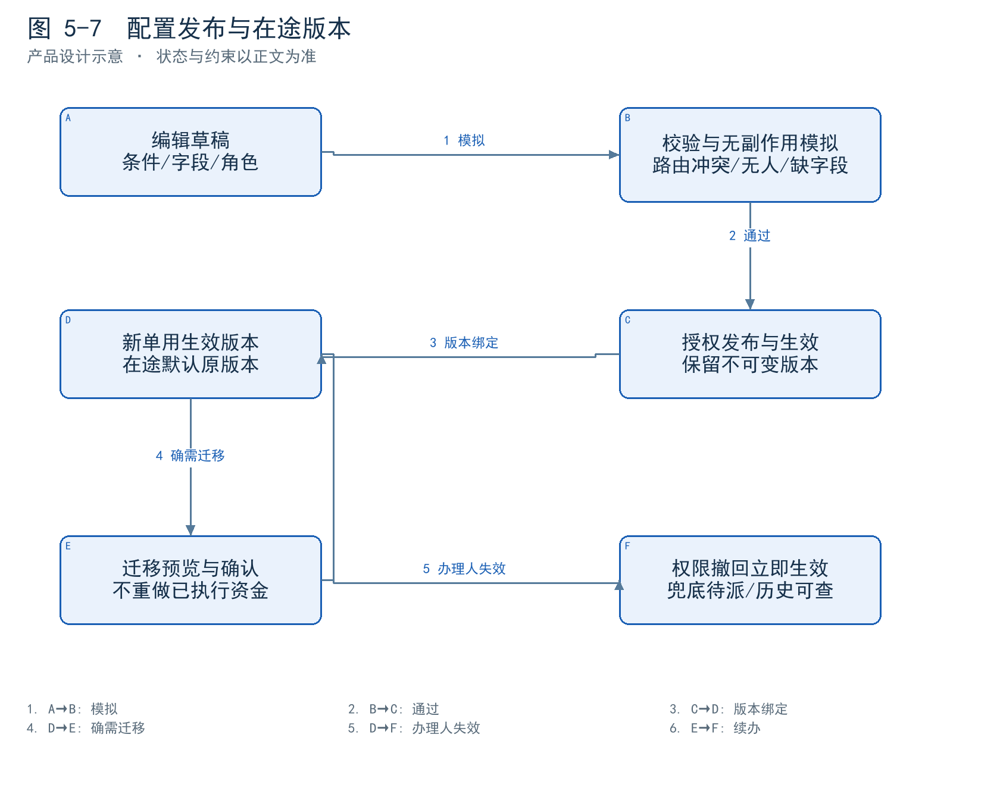 图 5-7 配置发布与在途版本
产品设计示意 · 状态与约束以正文为准
A
编辑草稿
条件/字段/角色
1 模拟
B
校验与无副作用模拟
路由冲突/无人/缺字段
2 通过
D
新单用生效版本
在途默认原版本
3 版本绑定
C
授权发布与生效
保留不可变版本
4 确需迁移
E
迁移预览与确认
不重做已执行资金
5 办理人失效
F
权限撤回立即生效
兜底待派/历史可查
1. A→B: 模拟
2. B→C: 通过
3. C→D: 版本绑定
4. D→E: 确需迁移
5. D→F: 办理人失效
6. E→F: 续办